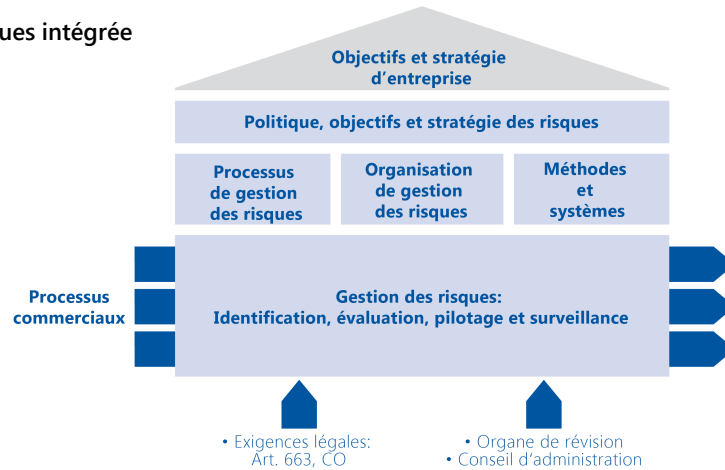 ues intégrée
Objectifs et stratégie
d'entreprise
Politique, objectifs et stratégie des risques
Processus
de gestion
des risques
Organisation
de gestion
des risques
Méthodes
et
systèmes
Processus
commerciaux
Gestion des risques:
Identification, évaluation, pilotage et surveillance
• Exigences légales:
Art. 663, CO
• Organe de révision
• Conseil d'administration